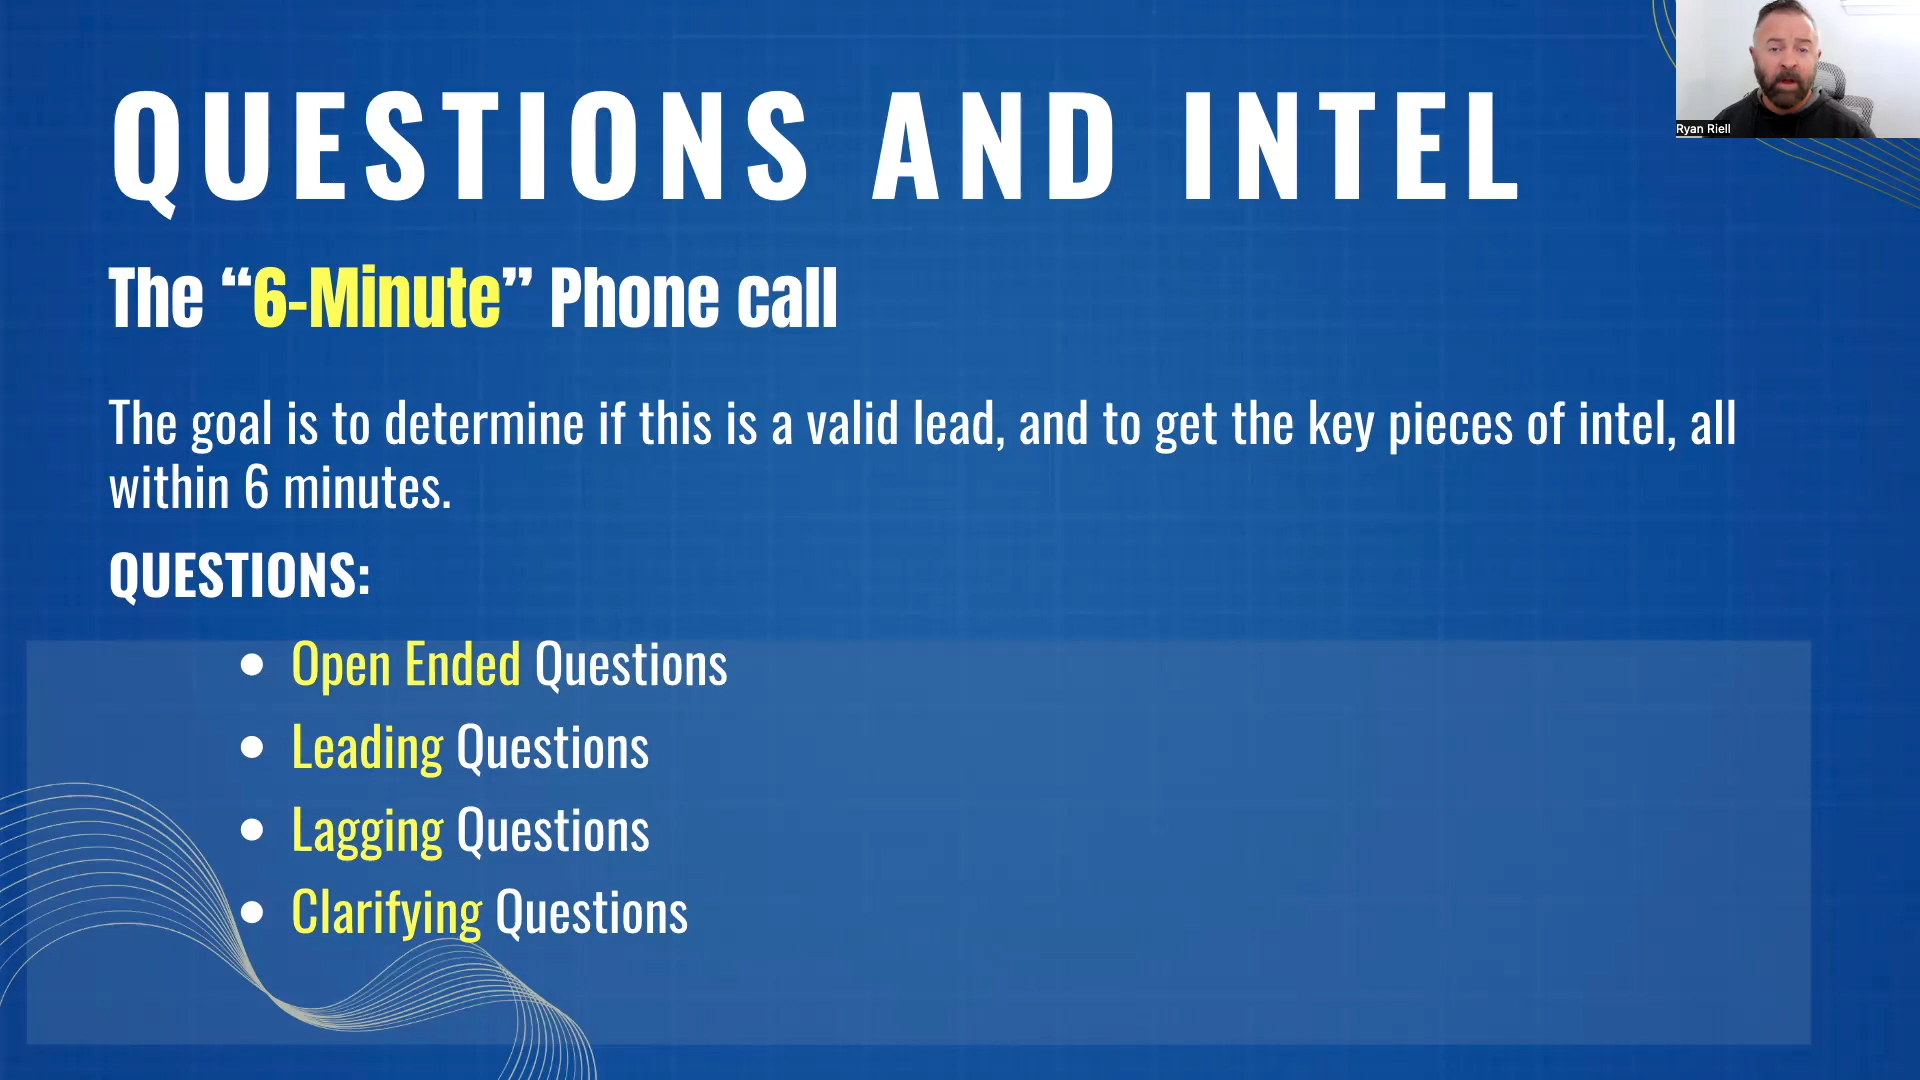 QUESTIONS AND INTEL
Ryan Riell
The “6-Minute” Phone call
The goal is to determine if this is a valid lead, and to get the key pieces of intel, all
within 6 minutes.
QUESTIONS:
• Open Ended Questions
• Leading Questions
• Lagging Questions
• Clarifying Questions